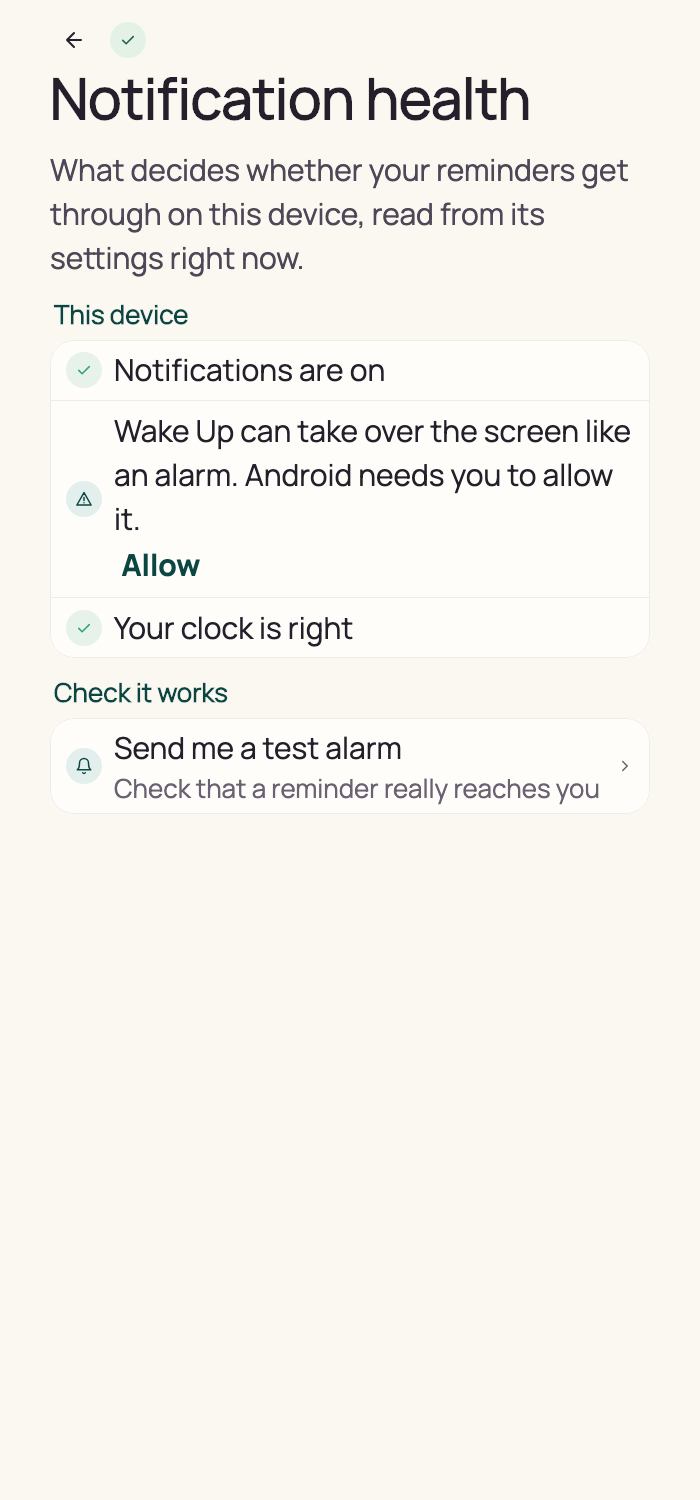 Notification health
What decides whether your reminders get
through on this device, read from its
settings right now.
This device
Notifications are on
Wake Up can take over the screen like
an alarm. Android needs you to allow
it.
Allow
Your clock is right
Check it works
Send me a test alarm
Check that a reminder really reaches you